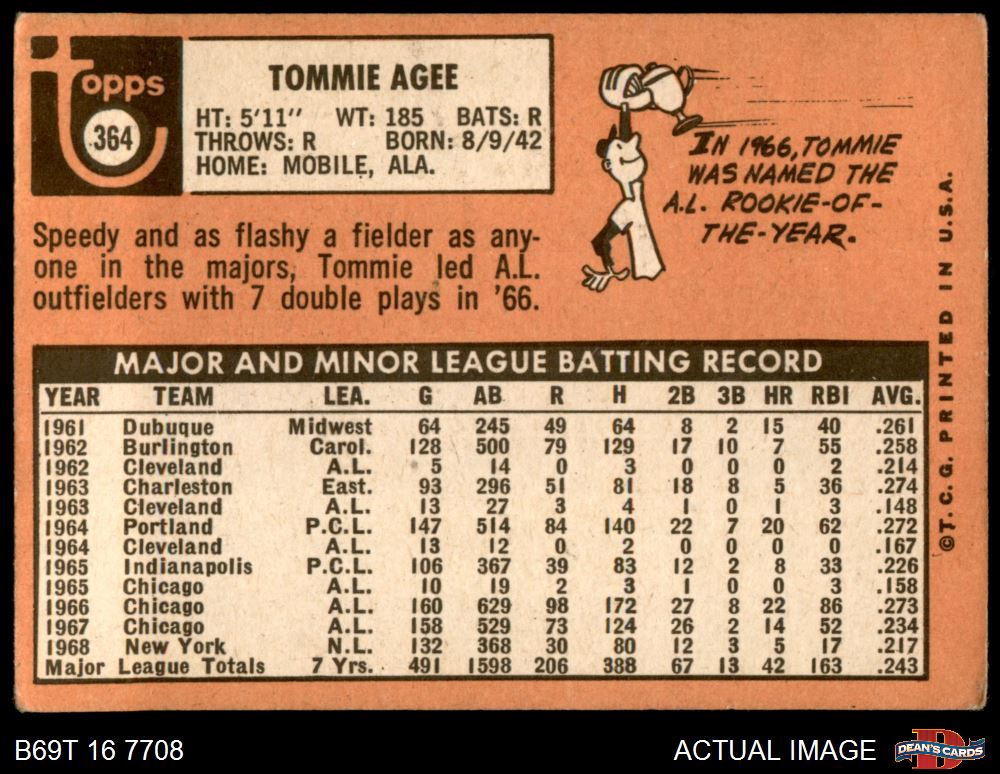 Topps
364
TOMMIE AGEE
HT: 5'11" WT: 185 BATS: R
THROWS: R BORN: 8/9/42
HOME: MOBILE, ALA.
IN 1966, TOMMIE
WAS NAMED THE
A.L. ROOKIE-OF-
THE-YEAR.
Speedy and as flashy a fielder as any-
one in the majors, Tommie led A.L.
outfielders with 7 double plays in '66.
MAJOR AND MINOR LEAGUE BATTING RECORD
YEAR TEAM LEA. G AB R H 2B 3B HR RBI AVG.
1961 Dubuque Midwest 64 245 49 64 8 2 15 40 .261
1962 Burlington Carol. 128 500 79 129 17 10 7 55 .258
1962 Cleveland A.L. 5 14 0 3 0 0 0 2 .214
1963 Charleston East. 93 296 51 81 18 8 5 36 .274
1963 Cleveland A.L. 13 27 3 4 1 0 1 3 .148
1964 Portland P.C.L. 147 514 84 140 22 7 20 62 .272
1964 Cleveland A.L. 13 12 0 2 0 0 0 0 .167
1965 Indianapolis P.C.L. 106 367 39 83 12 2 8 33 .226
1965 Chicago A.L. 10 19 2 3 1 0 0 3 .158
1966 Chicago A.L. 160 629 98 172 27 8 22 86 .273
1967 Chicago A.L. 158 529 73 124 26 2 14 52 .234
1968 New York N.L. 132 368 30 80 12 3 5 17 .217
Major League Totals 7 Yrs. 491 1598 206 388 67 13 42 163 .243
©T.C.G. PRINTED IN U.S.A.
B69T 16 7708
ACTUAL IMAGE
D
DEAN'S CARDS